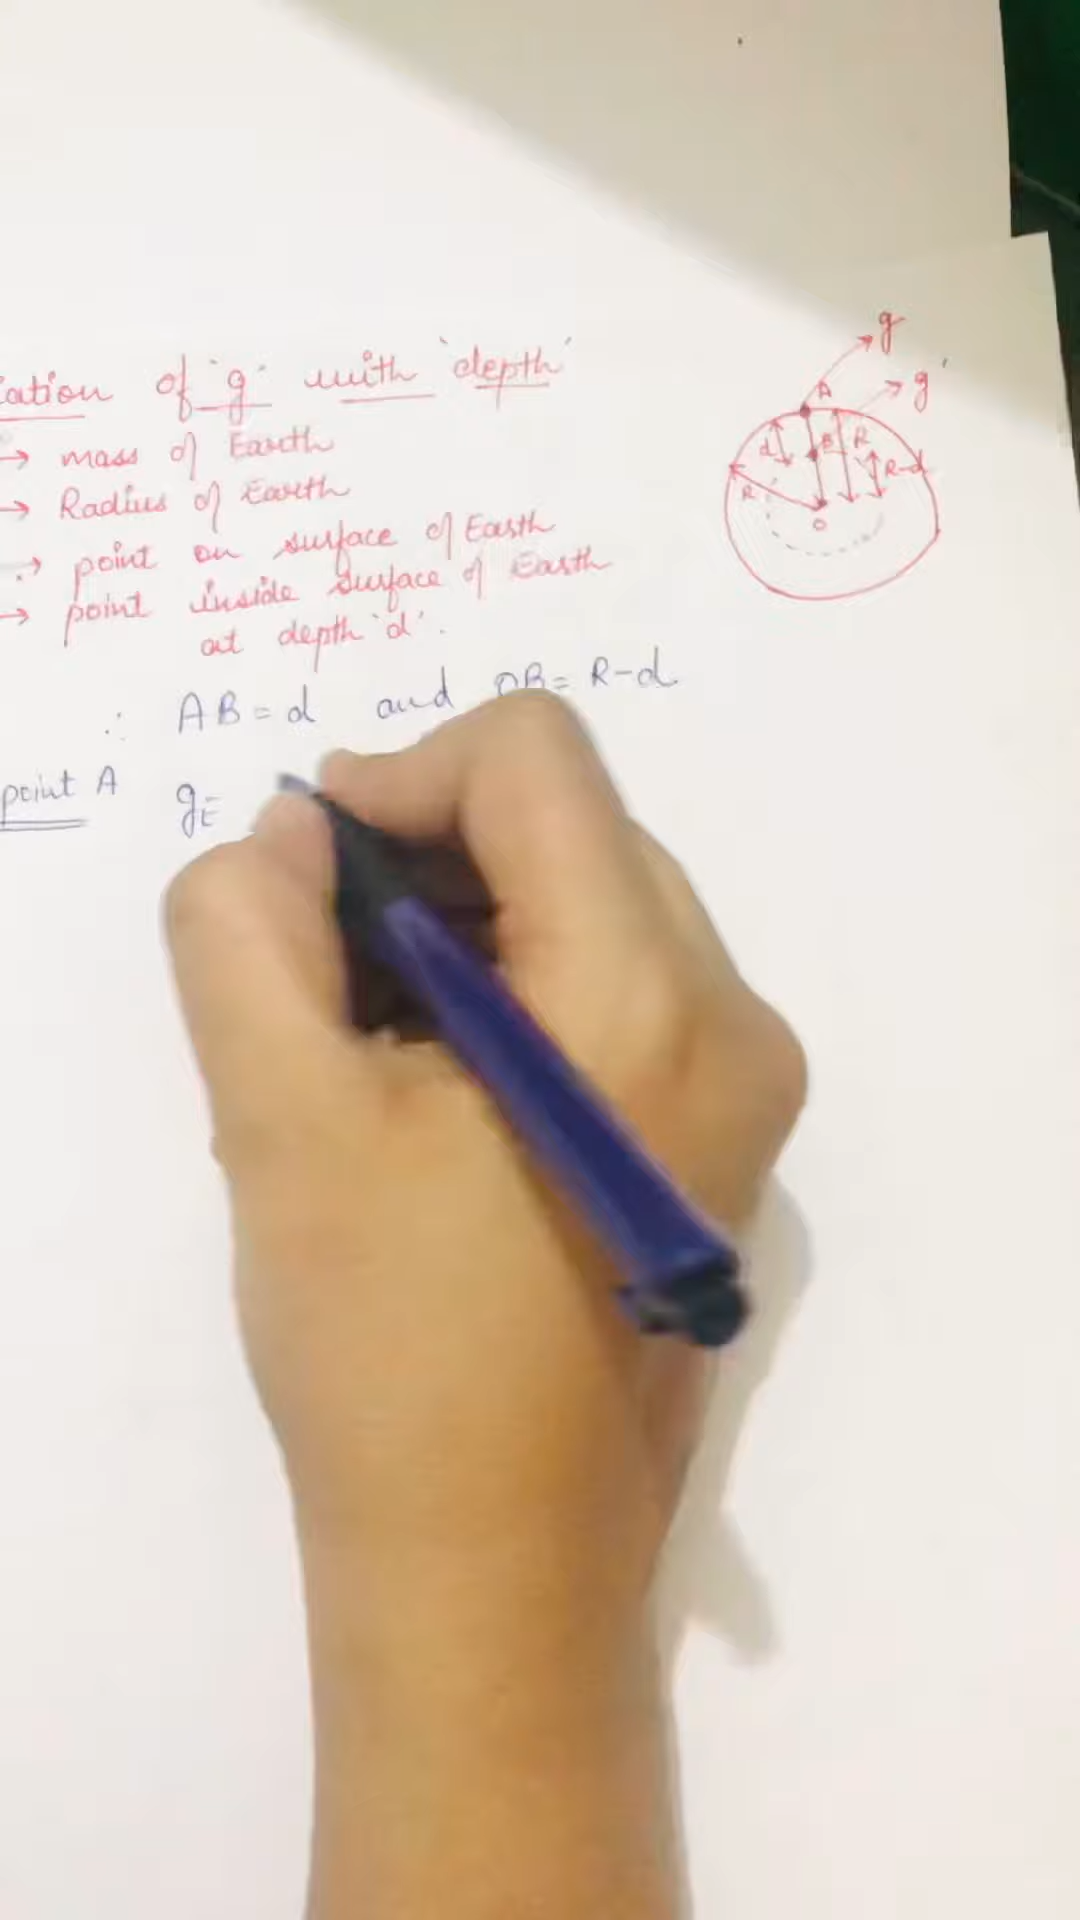 of 'g' with 'depth'
→ mass of Earth
→ Radius of Earth
→ point on surface of Earth
→ point inside surface of Earth
at depth 'd'.
∴ AB = d and OB = R-d
point A g
g
g'
A
d
B
R
R-d
R
O